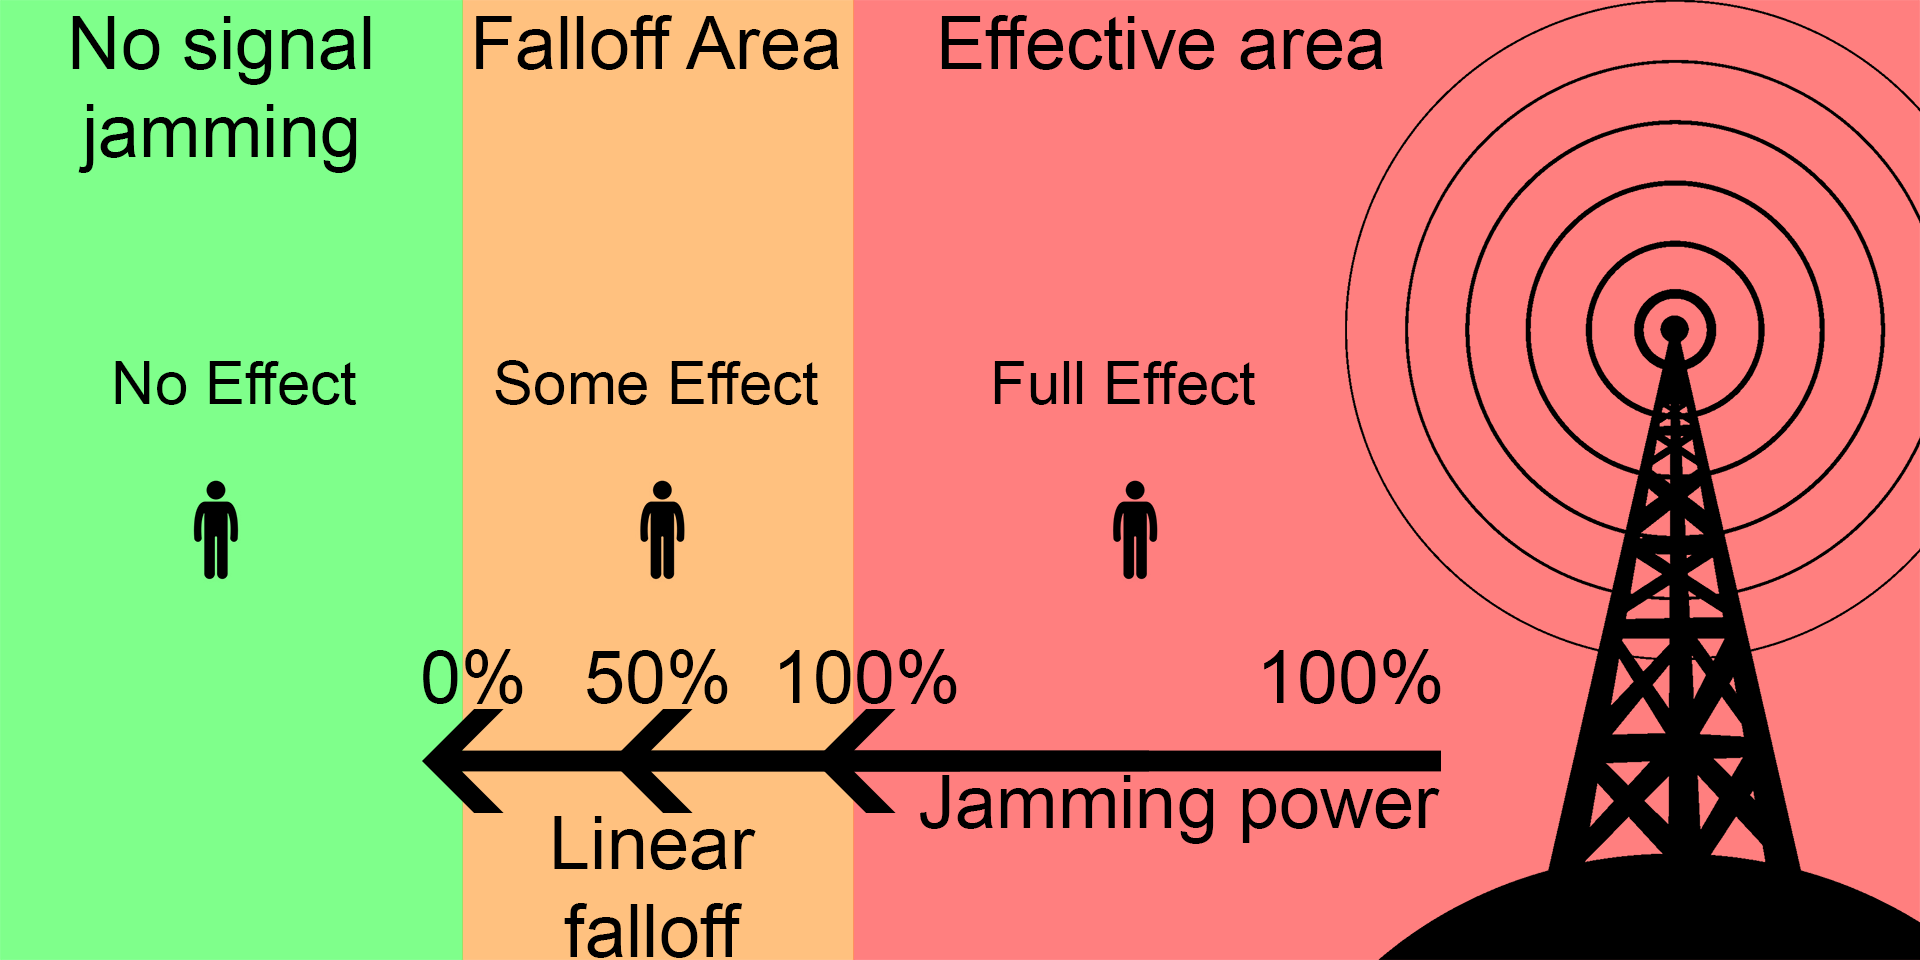 No signal
jamming
Falloff Area
Effective area
No Effect
Some Effect
Full Effect
0%
50%
100%
100%
Jamming power
Linear
falloff